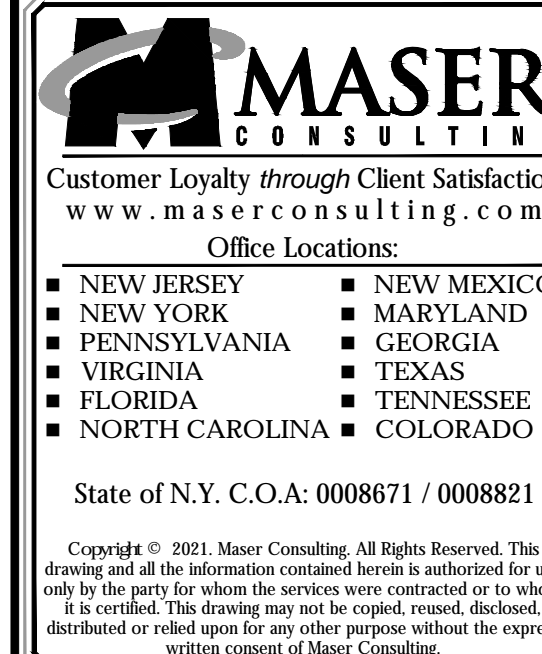 MASER
CONSULTIN
Customer Loyalty through Client Satisfactio
www.maserconsulting.com
Office Locations:
■ NEW JERSEY ■ NEW MEXICO
■ NEW YORK ■ MARYLAND
■ PENNSYLVANIA ■ GEORGIA
■ VIRGINIA ■ TEXAS
■ FLORIDA ■ TENNESSEE
■ NORTH CAROLINA ■ COLORADO
State of N.Y. C.O.A: 0008671 / 0008821
Copyright © 2021. Maser Consulting. All Rights Reserved. This
drawing and all the information contained herein is authorized for u
only by the party for whom the services were contracted or to who
it is certified. This drawing may not be copied, reused, disclosed,
distributed or relied upon for any other purpose without the expre
written consent of Maser Consulting.